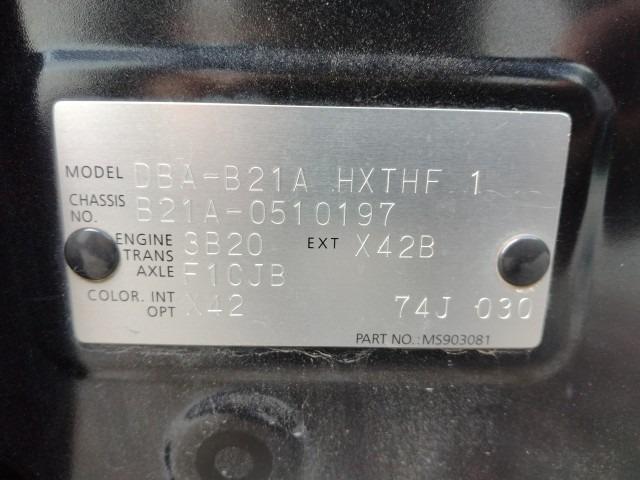 MODEL DBA-B21A HXTHF 1
CHASSIS NO. B21A-0510197
ENGINE 3B20 EXT X42B
TRANS AXLE F1CJB
COLOR. INT OPT X42 74J 030
PART NO.: MS903081